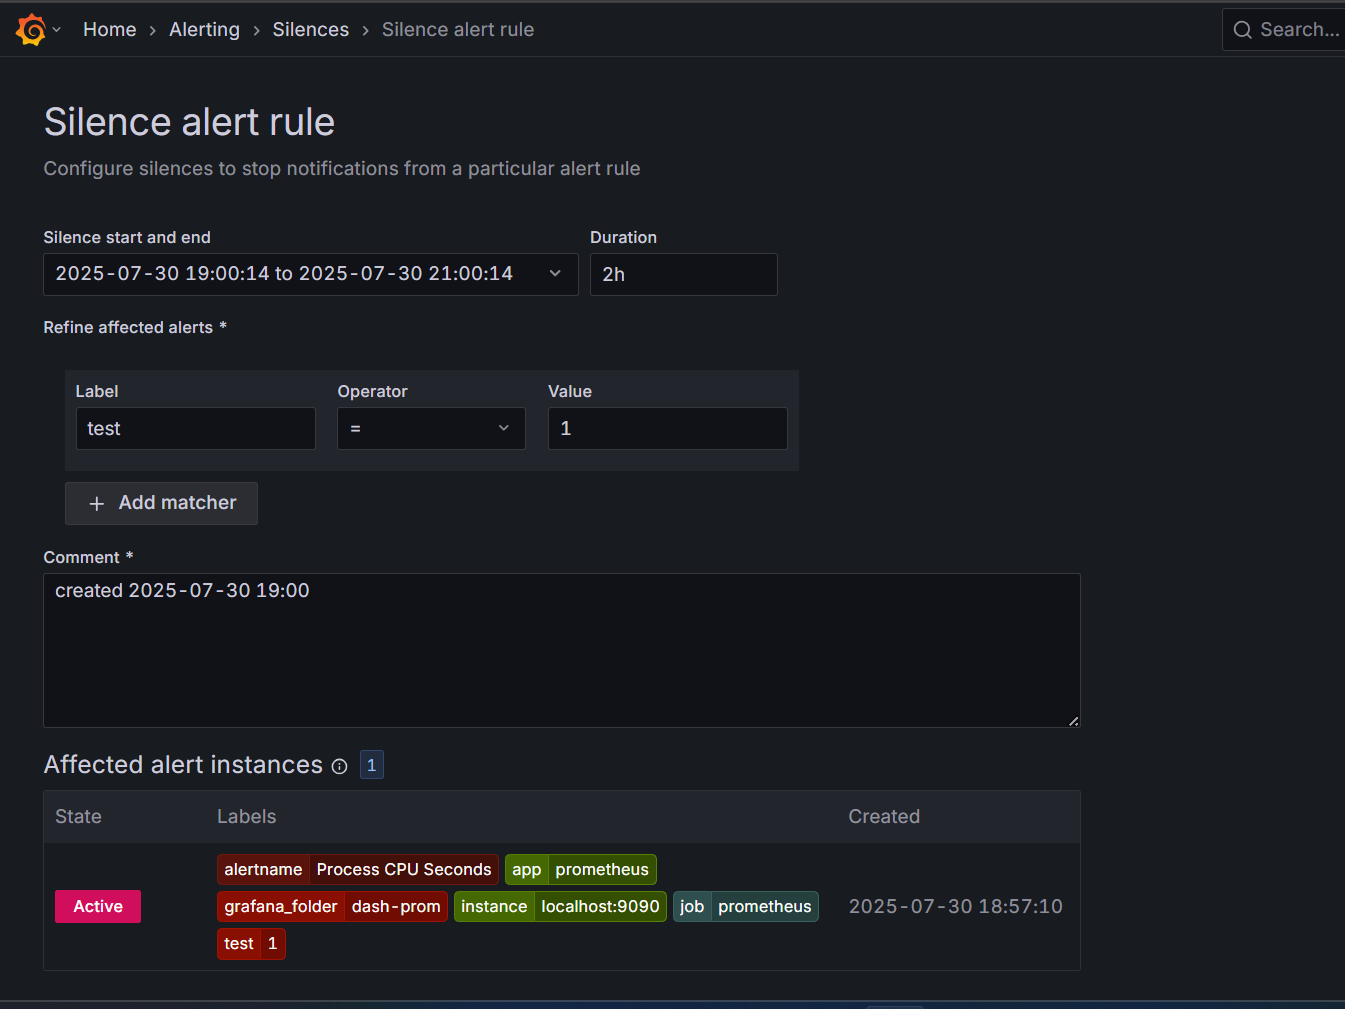 Home > Alerting > Silences > Silence alert rule
Search...
Silence alert rule
Configure silences to stop notifications from a particular alert rule
Silence start and end
Duration
2025-07-30 19:00:14 to 2025-07-30 21:00:14
2h
Refine affected alerts *
Label
Operator
Value
test
=
1
+ Add matcher
Comment *
created 2025-07-30 19:00
Affected alert instances 1
State
Labels
Created
Active
alertname Process CPU Seconds app prometheus
grafana_folder dash-prom instance localhost:9090 job prometheus
test 1
2025-07-30 18:57:10